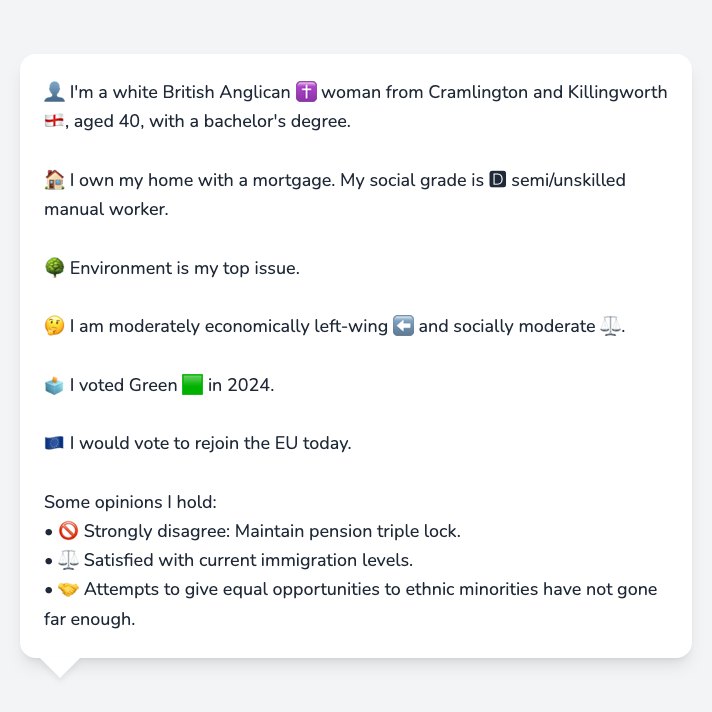 👤 I'm a white British Anglican ✝️ woman from Cramlington and Killingworth
🏴󠁧󠁢󠁥󠁮󠁧󠁿, aged 40, with a bachelor's degree.
🏠 I own my home with a mortgage. My social grade is 🅳 semi/unskilled
manual worker.
🌳 Environment is my top issue.
🤔 I am moderately economically left-wing ⬅️ and socially moderate ⚖️.
🗳️ I voted Green 🟩 in 2024.
🇪🇺 I would vote to rejoin the EU today.
Some opinions I hold:
• 🚫 Strongly disagree: Maintain pension triple lock.
• ⚖️ Satisfied with current immigration levels.
• 🤝 Attempts to give equal opportunities to ethnic minorities have not gone
far enough.